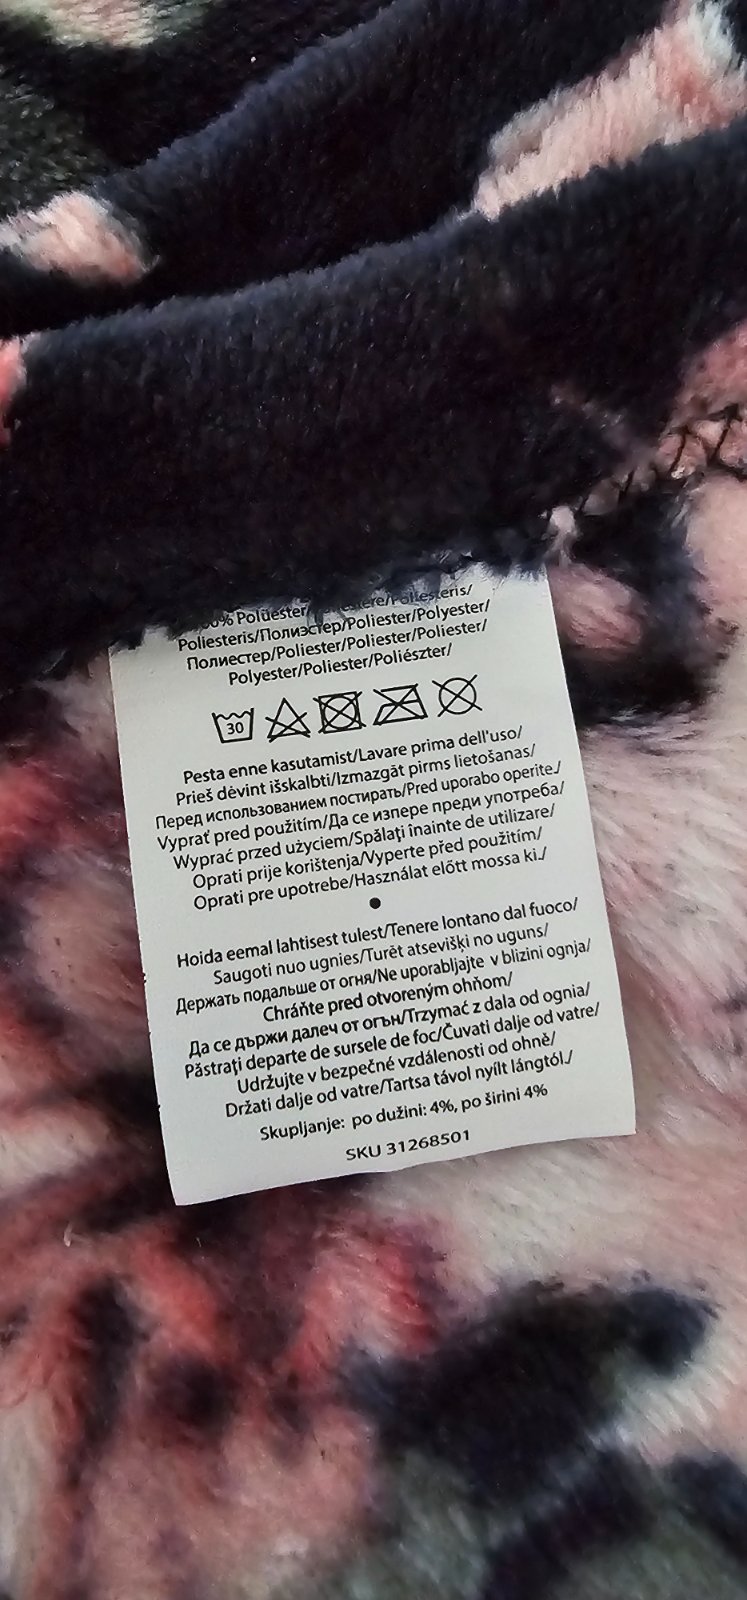 % Polüester/ /Poliesteris/
Poliesteris/Полиэстер/Poliester/Polyester/
Полиестер/Poliester/Poliester/Poliester/
Polyester/Poliester/Poliészter/
30
Pesta enne kasutamist/Lavare prima dell'uso/
Prieš dėvint išskalbti/Izmazgāt pirms lietošanas/
Перед использованием постирать/Pred uporabo operite./
Vyprať pred použitím/Да се изпере преди употреба/
Wyprać przed użyciem/Spălați înainte de utilizare/
Oprati prije korištenja/Vyperte před použitím/
Oprati pre upotrebe/Használat előtt mossa ki./
Hoida eemal lahtisest tulest/Tenere lontano dal fuoco/
Saugoti nuo ugnies/Turēt atsevišķi no uguns/
Держать подальше от огня/Ne uporabljajte v blizini ognja/
Chráňte pred otvoreným ohňom/
Да се държи далеч от огън/Trzymać z dala od ognia/
Păstrați departe de sursele de foc/Čuvati dalje od vatre/
Udržujte v bezpečné vzdálenosti od ohně/
Držati dalje od vatre/Tartsa távol nyílt lángtól./
Skupljanje: po dužini: 4%, po širini 4%
SKU 31268501